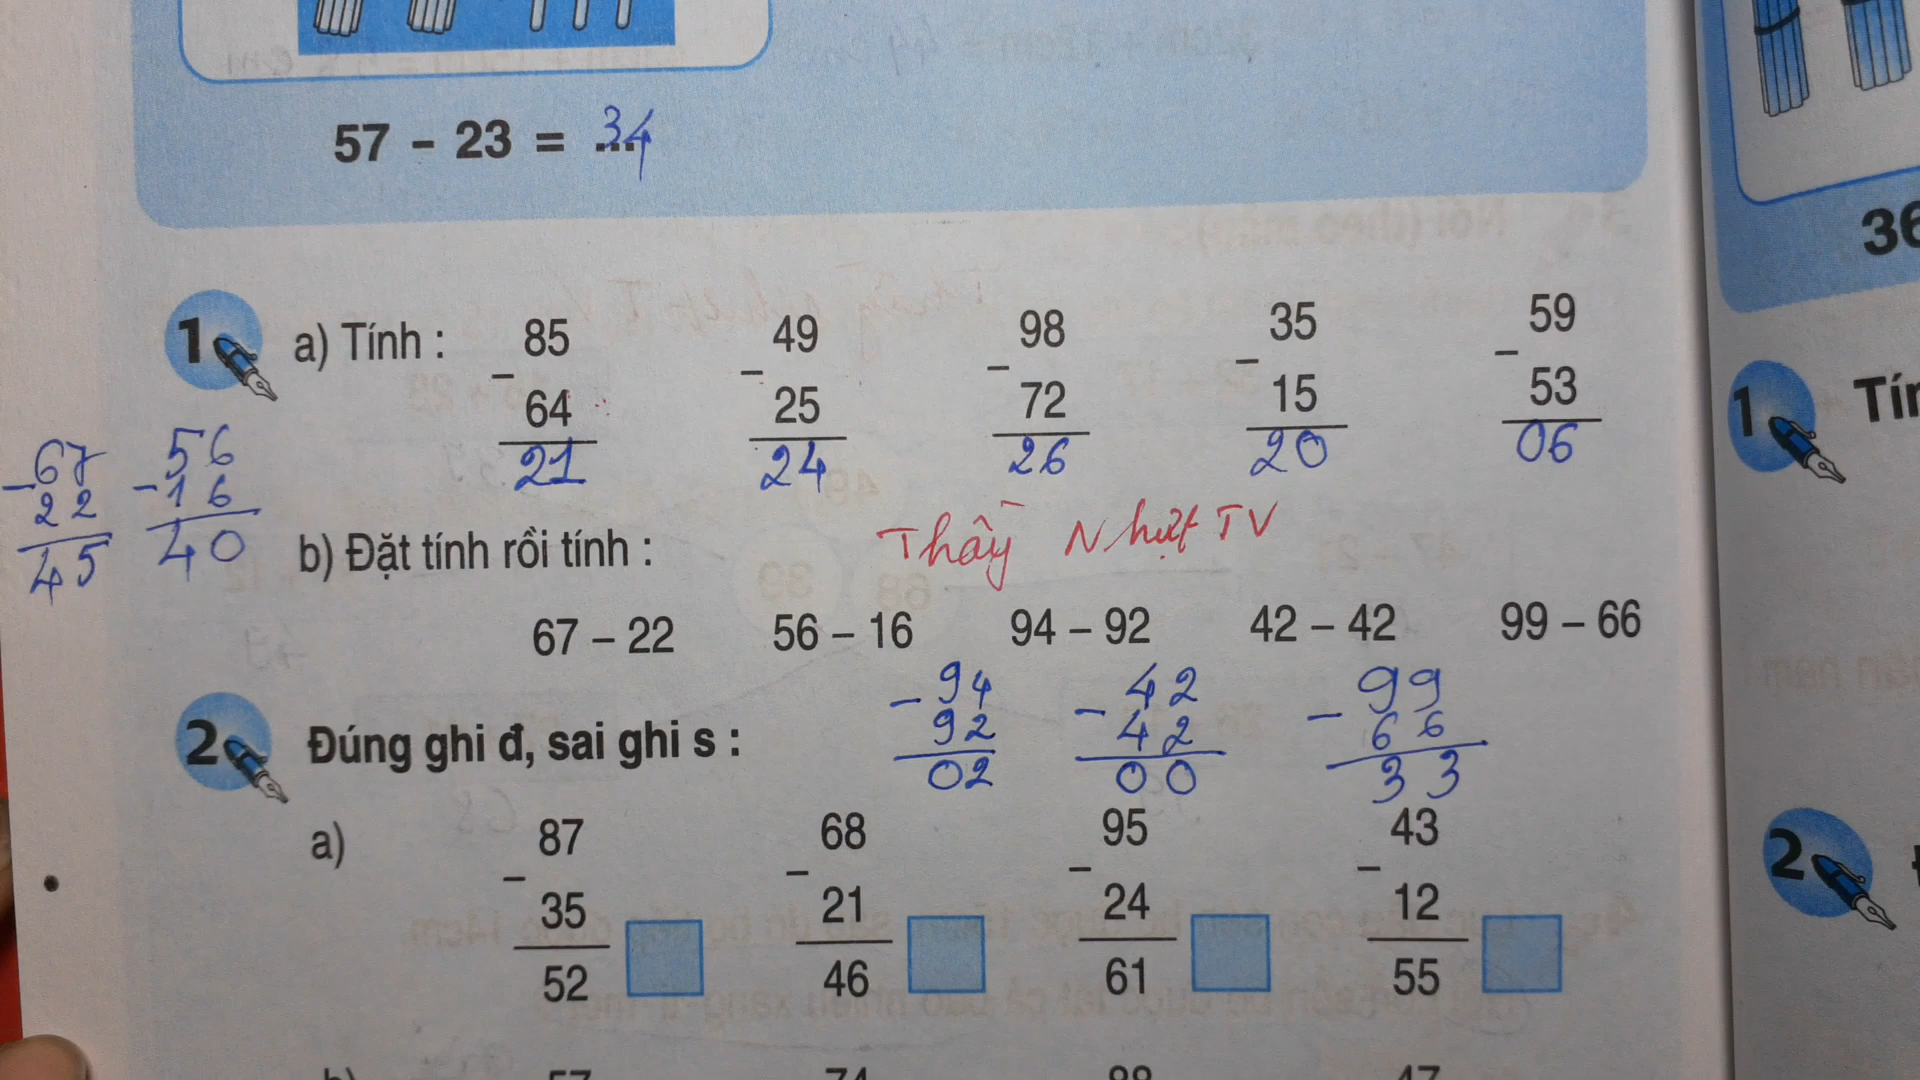 57 – 23 = 34
1 a) Tính :
85 49 98 35 59
– – – – –
64 25 72 15 53
21 24 26 20 06
67 56
– 22 – 16
45 40
b) Đặt tính rồi tính :
Thầy Nhựt TV
67 – 22 56 – 16 94 – 92 42 – 42 99 – 66
94 42 99
– 92 – 42 – 66
02 00 33
2 Đúng ghi đ, sai ghi s :
a)
87 68 95 43
– – – –
35 21 24 12
52 46 61 55
36
1
2